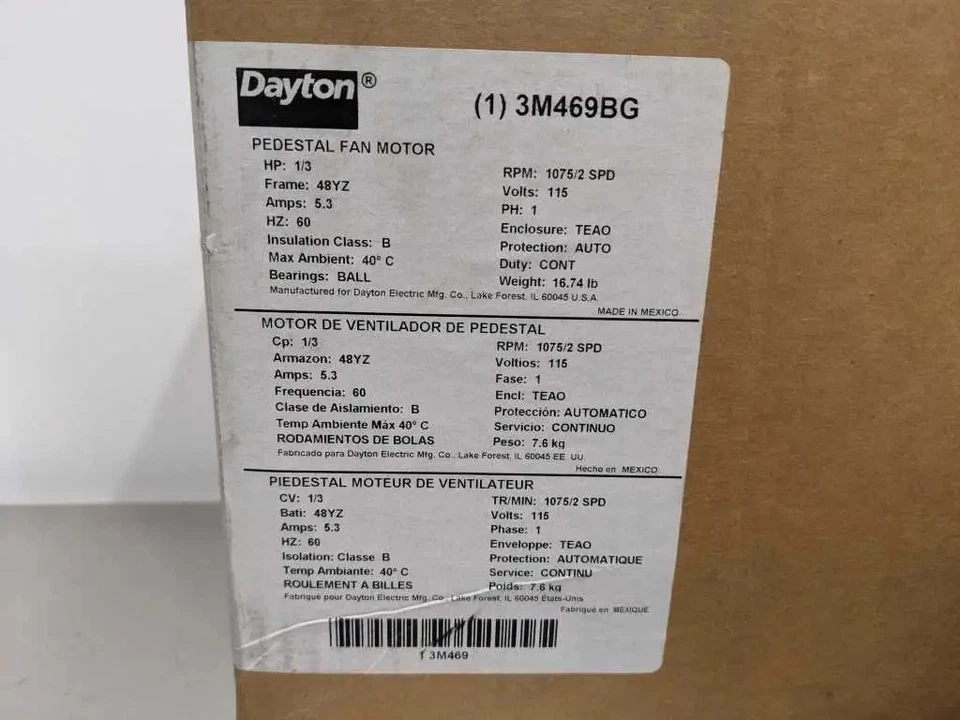 Dayton®
(1) 3M469BG
PEDESTAL FAN MOTOR
HP: 1/3
RPM: 1075/2 SPD
Frame: 48YZ
Volts: 115
Amps: 5.3
PH: 1
HZ: 60
Enclosure: TEAO
Insulation Class: B
Protection: AUTO
Max Ambient: 40° C
Duty: CONT
Bearings: BALL
Weight: 16.74 lb
Manufactured for Dayton Electric Mfg. Co., Lake Forest, IL 60045 U.S.A.
MADE IN MEXICO
MOTOR DE VENTILADOR DE PEDESTAL
Cp: 1/3
RPM: 1075/2 SPD
Armazon: 48YZ
Voltios: 115
Amps: 5.3
Fase: 1
Frequencia: 60
Encl: TEAO
Clase de Aislamiento: B
Protección: AUTOMATICO
Temp Ambiente Máx 40° C
Servicio: CONTINUO
RODAMIENTOS DE BOLAS
Peso: 7.6 kg
Fabricado para Dayton Electric Mfg. Co., Lake Forest, IL 60045 EE. UU.
Hecho en MEXICO
PIEDESTAL MOTEUR DE VENTILATEUR
CV: 1/3
TR/MIN: 1075/2 SPD
Bati: 48YZ
Volts: 115
Amps: 5.3
Phase: 1
HZ: 60
Enveloppe: TEAO
Isolation: Classe B
Protection: AUTOMATIQUE
Temp Ambiante: 40° C
Service: CONTINU
ROULEMENT A BILLES
Poids: 7.6 kg
Fabriqué pour Dayton Electric Mfg. Co., Lake Forest, IL 60045 États-Unis
Fabriqué en MEXIQUE
1 3M469